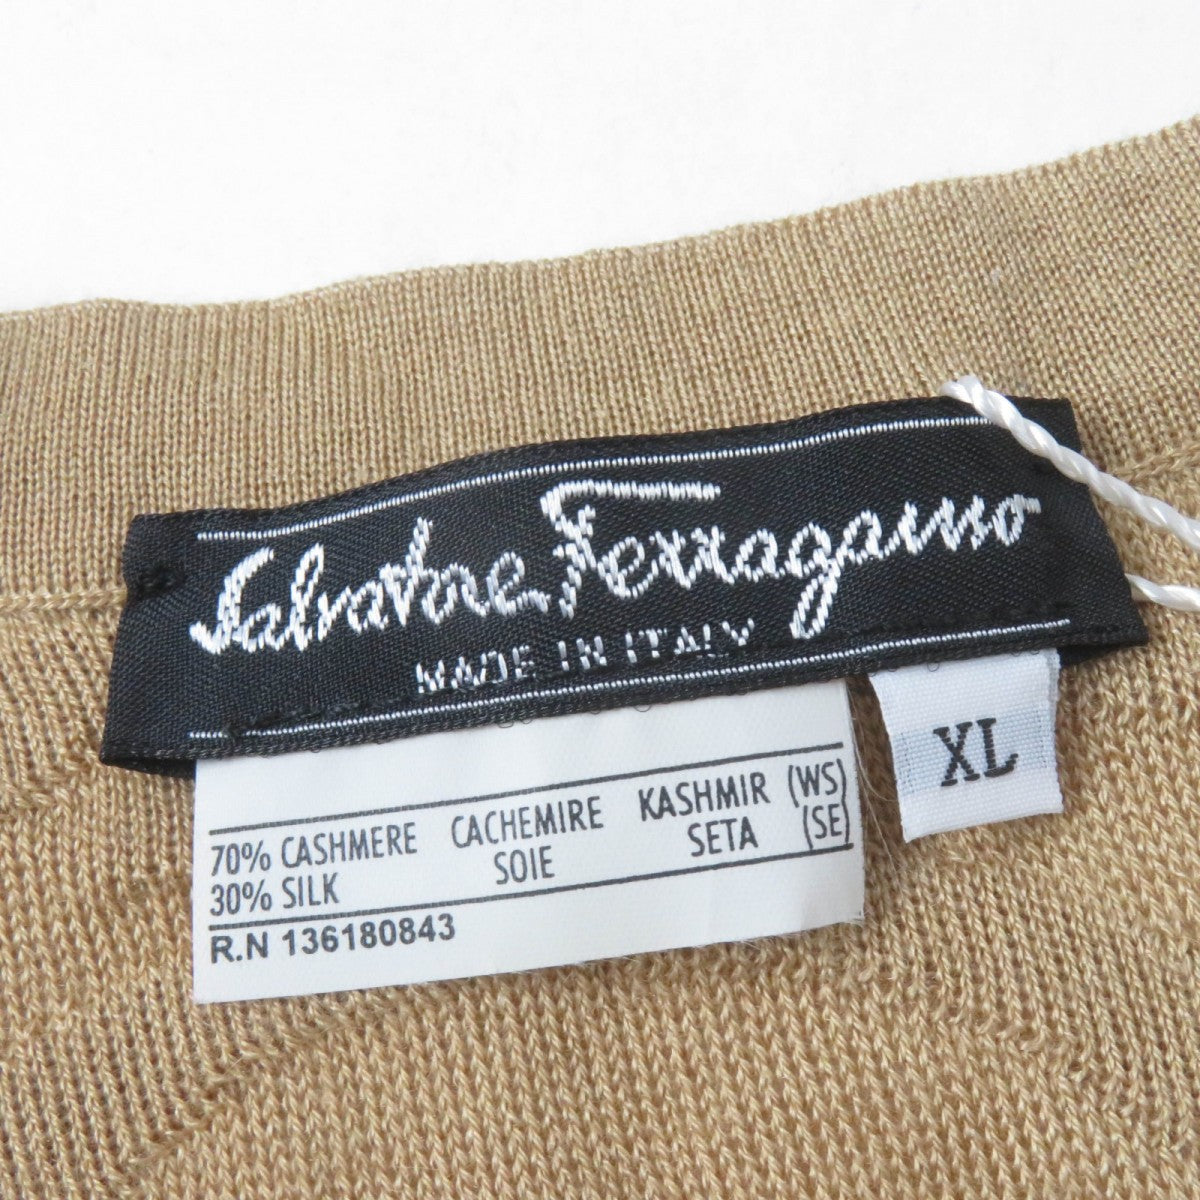 Salvatore Ferragamo
MADE IN ITALY
XL
70% CASHMERE CACHEMIRE KASHMIR (WS)
30% SILK SOIE SETA (SE)
R.N 136180843